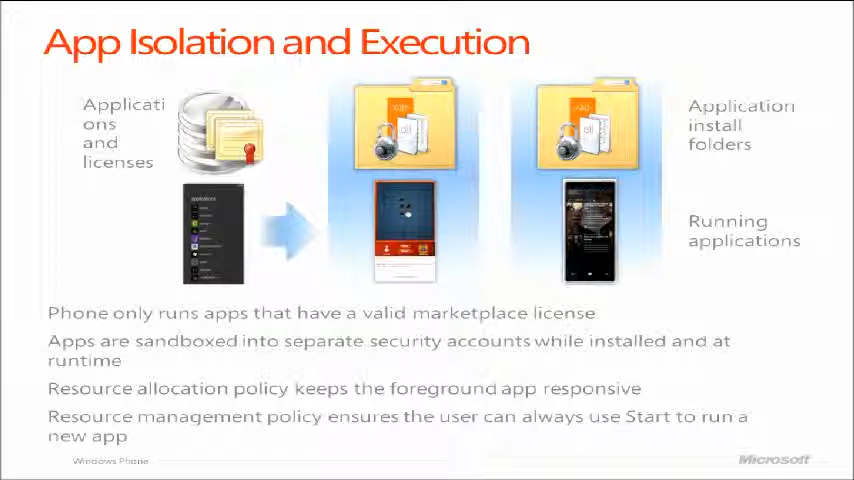 App Isolation and Execution
Applicati
ons
and
licenses
Application
install
folders
Running
applications
Phone only runs apps that have a valid marketplace license
Apps are sandboxed into separate security accounts while installed and at
runtime
Resource allocation policy keeps the foreground app responsive
Resource management policy ensures the user can always use Start to run a
new app
Windows Phone
Microsoft